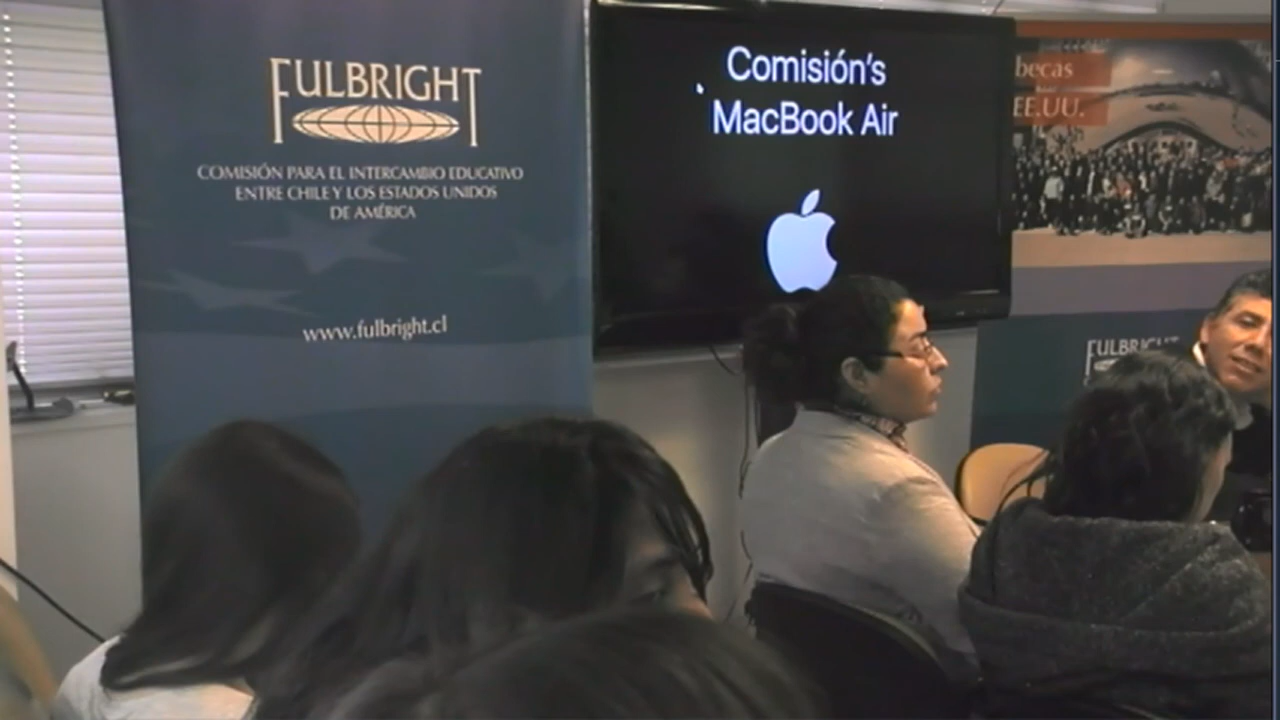 FULBRIGHT
COMISIÓN PARA EL INTERCAMBIO EDUCATIVO
ENTRE CHILE Y LOS ESTADOS UNIDOS
DE AMÉRICA
www.fulbright.cl
Comisión's
MacBook Air
becas
EE.UU.
FULBRIGHT